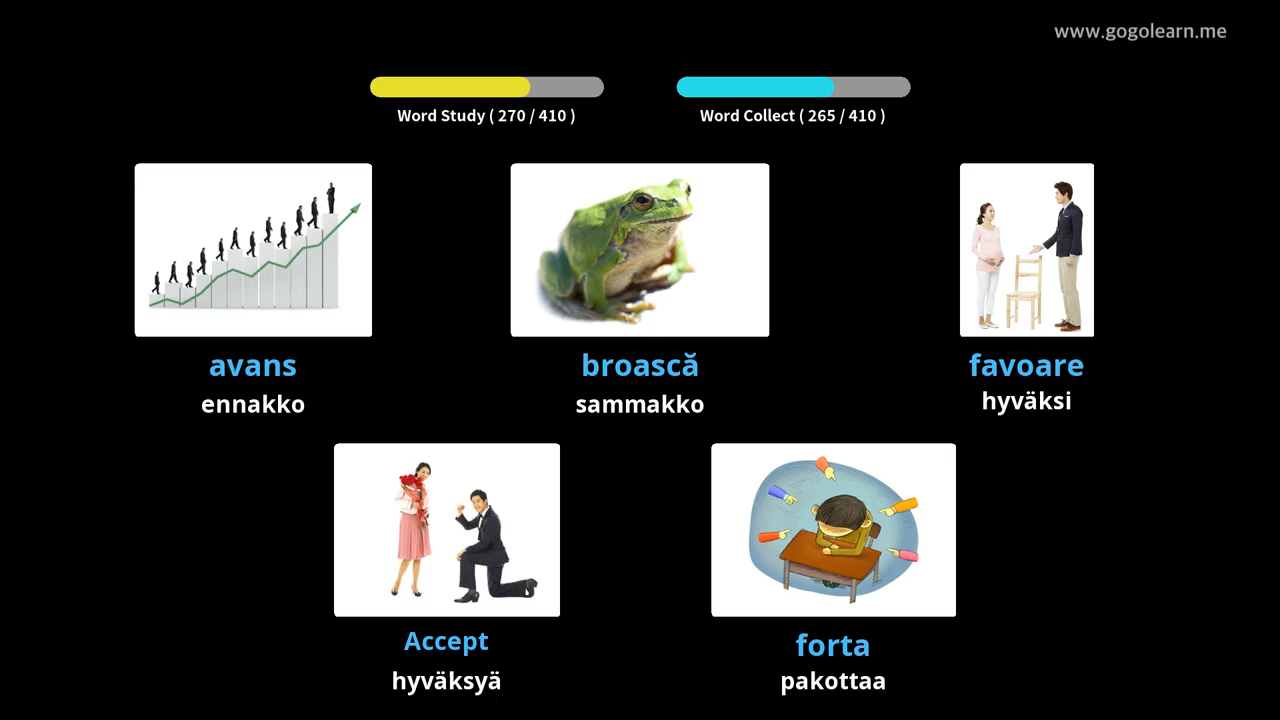 www.gogolearn.me
Word Study ( 270 / 410 )
Word Collect ( 265 / 410 )
avans
ennakko
broască
sammakko
favoare
hyväksi
Accept
hyväksyä
forta
pakottaa